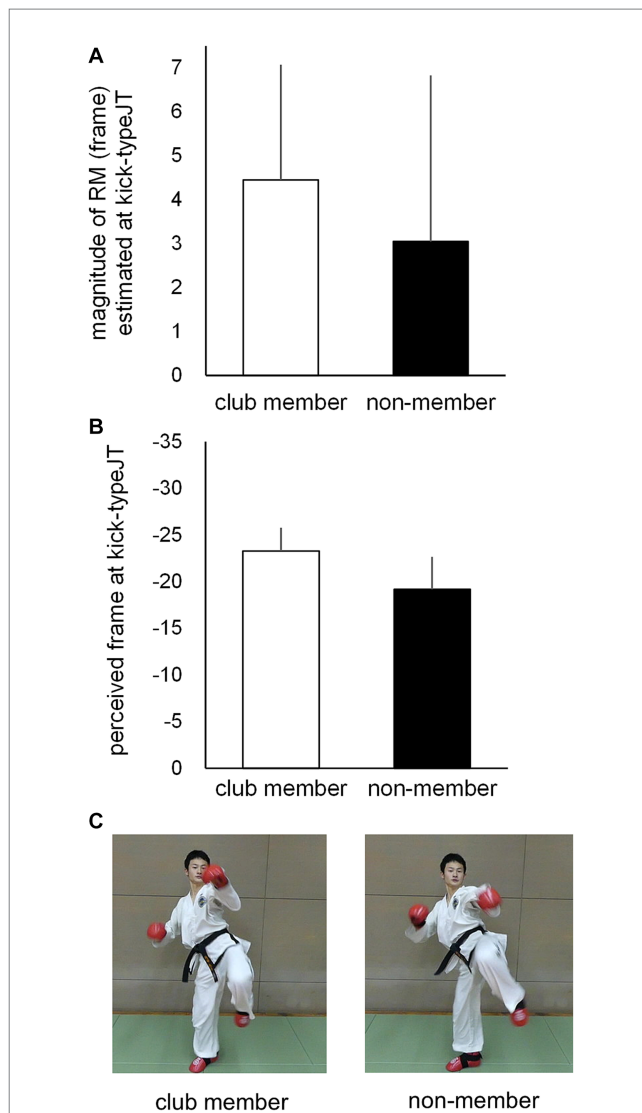 A
magnitude of RM (frame)
estimated at kick-typeJT
7
6
5
4
3
2
1
0
club member
non-member
B
perceived frame at kick-typeJT
-35
-30
-25
-20
-15
-10
-5
0
club member
non-member
C
club member
non-member